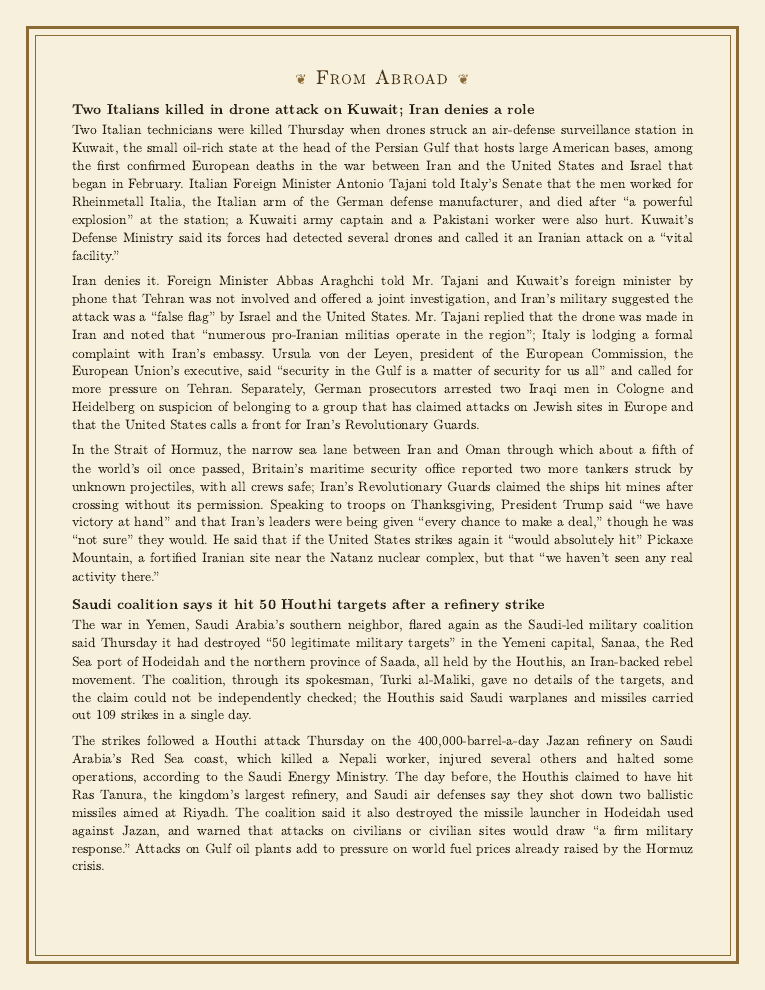 ❦ From Abroad ❦
Two Italians killed in drone attack on Kuwait; Iran denies a role
Two Italian technicians were killed Thursday when drones struck an air-defense surveillance station in
Kuwait, the small oil-rich state at the head of the Persian Gulf that hosts large American bases, among
the first confirmed European deaths in the war between Iran and the United States and Israel that
began in February. Italian Foreign Minister Antonio Tajani told Italy’s Senate that the men worked for
Rheinmetall Italia, the Italian arm of the German defense manufacturer, and died after “a powerful
explosion” at the station; a Kuwaiti army captain and a Pakistani worker were also hurt. Kuwait’s
Defense Ministry said its forces had detected several drones and called it an Iranian attack on a “vital
facility.”
Iran denies it. Foreign Minister Abbas Araghchi told Mr. Tajani and Kuwait’s foreign minister by
phone that Tehran was not involved and offered a joint investigation, and Iran’s military suggested the
attack was a “false flag” by Israel and the United States. Mr. Tajani replied that the drone was made in
Iran and noted that “numerous pro-Iranian militias operate in the region”; Italy is lodging a formal
complaint with Iran’s embassy. Ursula von der Leyen, president of the European Commission, the
European Union’s executive, said “security in the Gulf is a matter of security for us all” and called for
more pressure on Tehran. Separately, German prosecutors arrested two Iraqi men in Cologne and
Heidelberg on suspicion of belonging to a group that has claimed attacks on Jewish sites in Europe and
that the United States calls a front for Iran’s Revolutionary Guards.
In the Strait of Hormuz, the narrow sea lane between Iran and Oman through which about a fifth of
the world’s oil once passed, Britain’s maritime security office reported two more tankers struck by
unknown projectiles, with all crews safe; Iran’s Revolutionary Guards claimed the ships hit mines after
crossing without its permission. Speaking to troops on Thanksgiving, President Trump said “we have
victory at hand” and that Iran’s leaders were being given “every chance to make a deal,” though he was
“not sure” they would. He said that if the United States strikes again it “would absolutely hit” Pickaxe
Mountain, a fortified Iranian site near the Natanz nuclear complex, but that “we haven’t seen any real
activity there.”
Saudi coalition says it hit 50 Houthi targets after a refinery strike
The war in Yemen, Saudi Arabia’s southern neighbor, flared again as the Saudi-led military coalition
said Thursday it had destroyed “50 legitimate military targets” in the Yemeni capital, Sanaa, the Red
Sea port of Hodeidah and the northern province of Saada, all held by the Houthis, an Iran-backed rebel
movement. The coalition, through its spokesman, Turki al-Maliki, gave no details of the targets, and
the claim could not be independently checked; the Houthis said Saudi warplanes and missiles carried
out 109 strikes in a single day.
The strikes followed a Houthi attack Thursday on the 400,000-barrel-a-day Jazan refinery on Saudi
Arabia’s Red Sea coast, which killed a Nepali worker, injured several others and halted some
operations, according to the Saudi Energy Ministry. The day before, the Houthis claimed to have hit
Ras Tanura, the kingdom’s largest refinery, and Saudi air defenses say they shot down two ballistic
missiles aimed at Riyadh. The coalition said it also destroyed the missile launcher in Hodeidah used
against Jazan, and warned that attacks on civilians or civilian sites would draw “a firm military
response.” Attacks on Gulf oil plants add to pressure on world fuel prices already raised by the Hormuz
crisis.